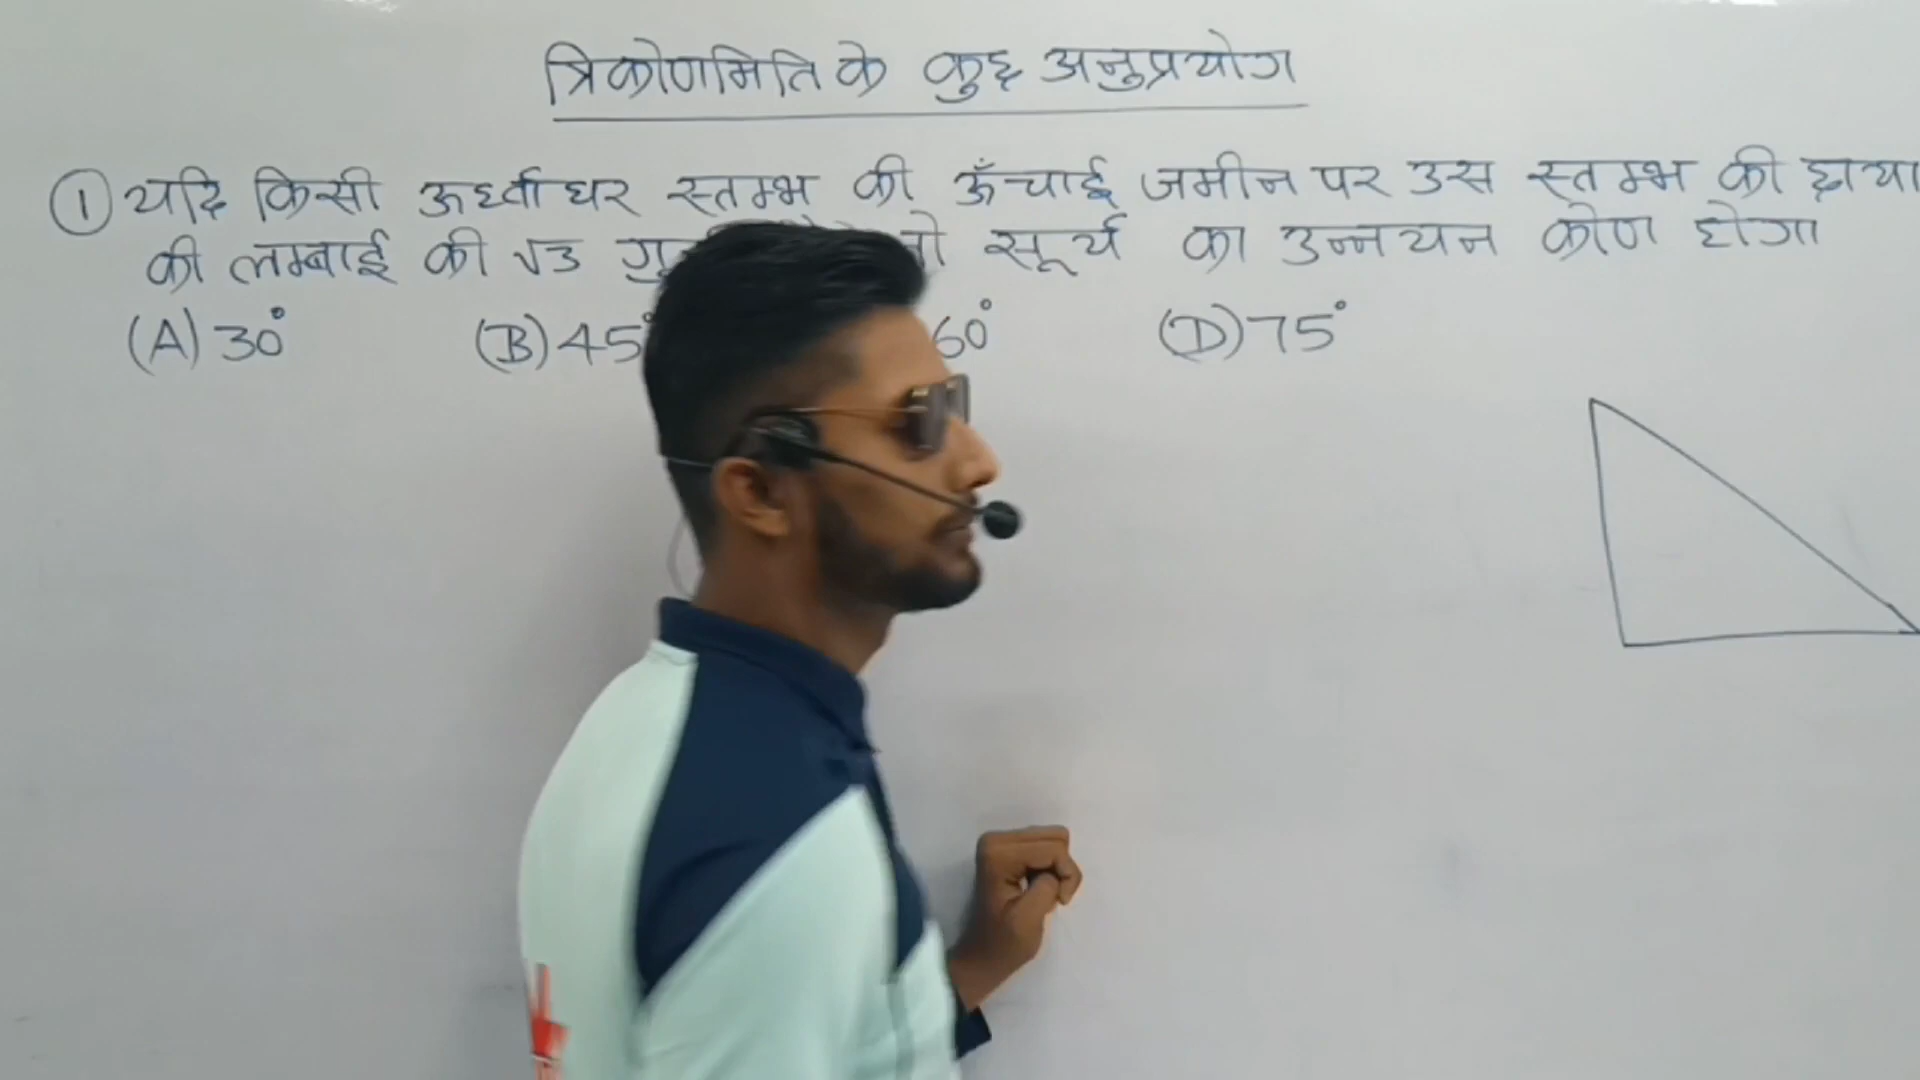 त्रिकोणमिति के कुछ अनुप्रयोग
① यदि किसी ऊर्ध्वाधर स्तम्भ की ऊँचाई जमीन पर उस स्तम्भ की छाया
की लम्बाई की √3 सूर्य का उन्नयन कोण होगा
(A) 30° (B) 45° 60° (D) 75°